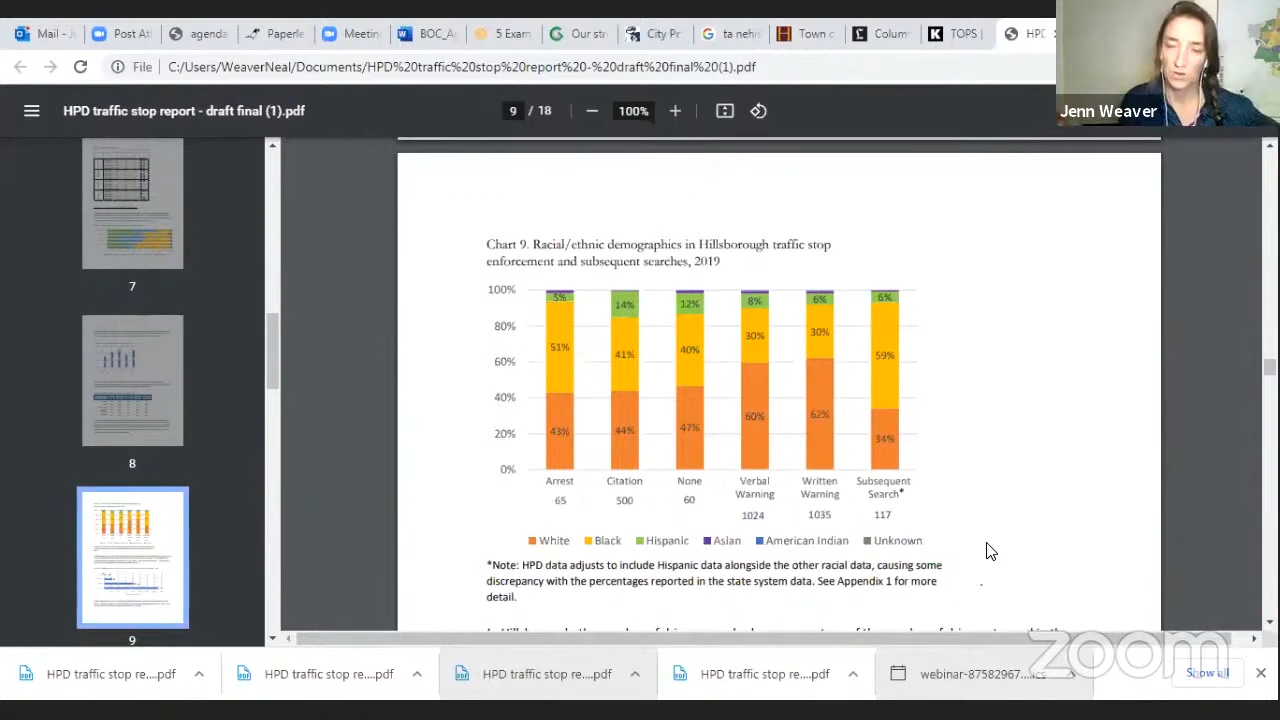 Mail - J
Post Att
agenda
Paperle
Meetin
BOC_A
5 Exam
Our str
City Pr
ta nehis
Town o
Colum
TOPS |
HPD
File | C:/Users/WeaverNeal/Documents/HPD%20traffic%20stop%20report%20-%20draft%20final%20(1).pdf
HPD traffic stop report - draft final (1).pdf
9 / 18
100%
Jenn Weaver
7
8
9
Chart 9. Racial/ethnic demographics in Hillsborough traffic stop
enforcement and subsequent searches, 2019
100%
80%
60%
40%
20%
0%
5%
14%
12%
8%
6%
6%
51%
41%
40%
30%
30%
59%
43%
44%
47%
60%
62%
34%
Arrest
65
Citation
500
None
60
Verbal
Warning
1024
Written
Warning
1035
Subsequent
Search*
117
White Black Hispanic Asian American Indian Unknown
*Note: HPD data adjusts to include Hispanic data alongside the other racial data, causing some
discrepancy with the percentages reported in the state system data. See Appendix 1 for more
detail.
zoom
HPD traffic stop re....pdf
HPD traffic stop re....pdf
HPD traffic stop re....pdf
HPD traffic stop re....pdf
webinar-87582967....ics
Show all